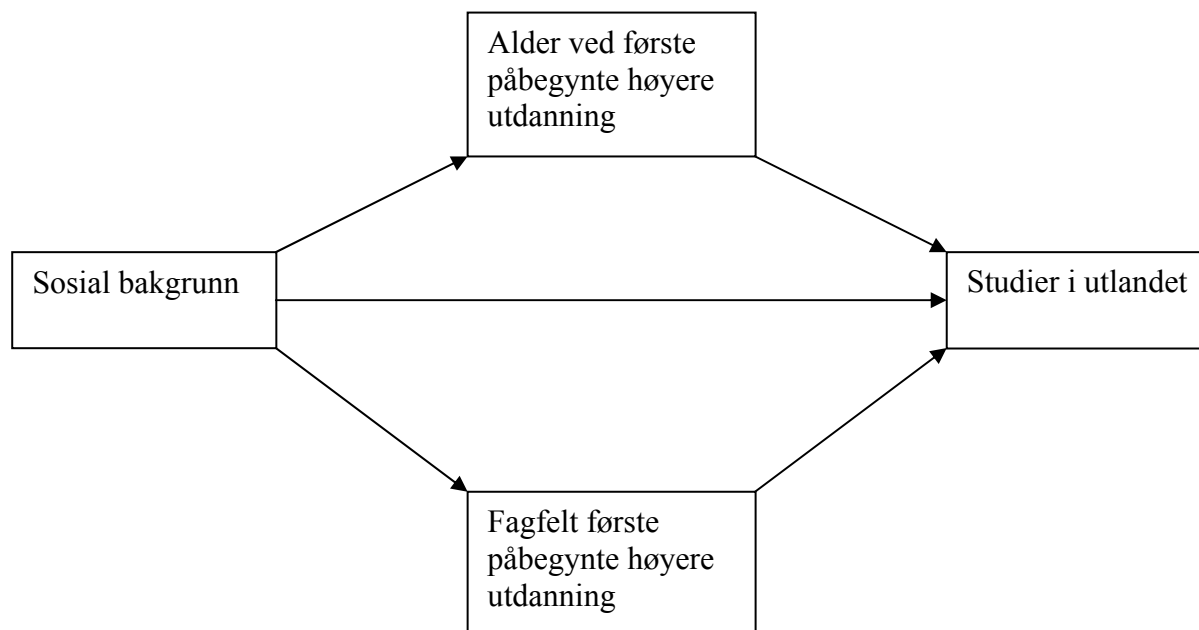 Alder ved første
påbegynte høyere
utdanning
Sosial bakgrunn
Studier i utlandet
Fagfelt første
påbegynte høyere
utdanning